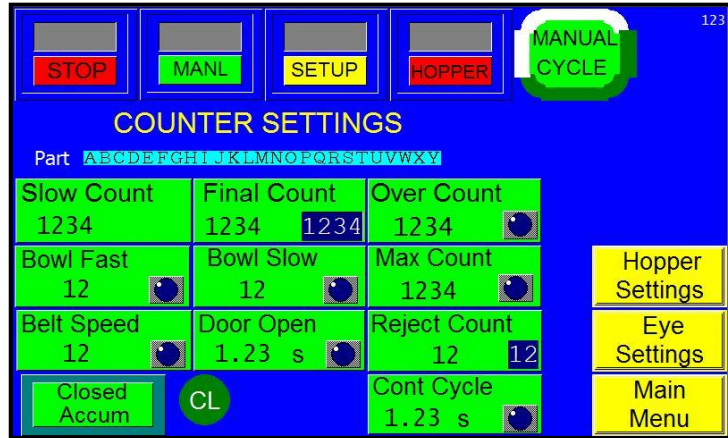 123
STOP MANL SETUP HOPPER
MANUAL
CYCLE
COUNTER SETTINGS
Part ABCDEFGHIJKLMNOPQRSTUVWXY
Slow Count Final Count Over Count
1234 1234 1234 1234
Bowl Fast Bowl Slow Max Count
12 12 1234
Hopper
Settings
Belt Speed Door Open Reject Count
12 1.23 s 12 12
Eye
Settings
Closed
Accum
CL
Cont Cycle
1.23 s
Main
Menu